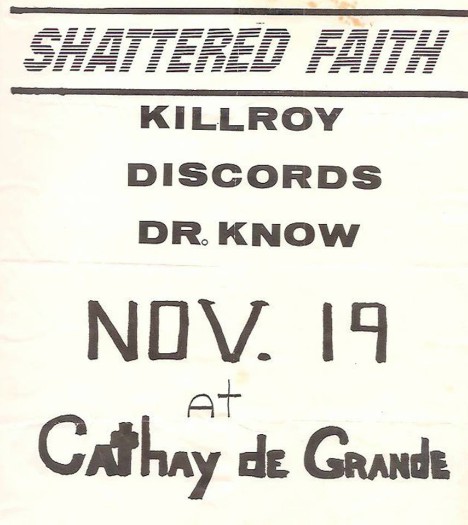 SHATTERED FAITH
KILLROY
DISCORDS
DR. KNOW
NOV. 19
At
CAthay de GRANdE